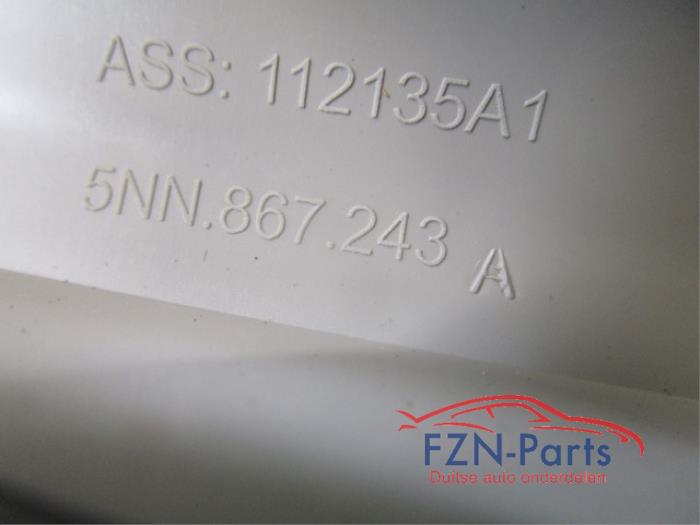 ASS: 112135A1
5NN.867.243 A
FZN-Parts
Duitse auto onderdelen